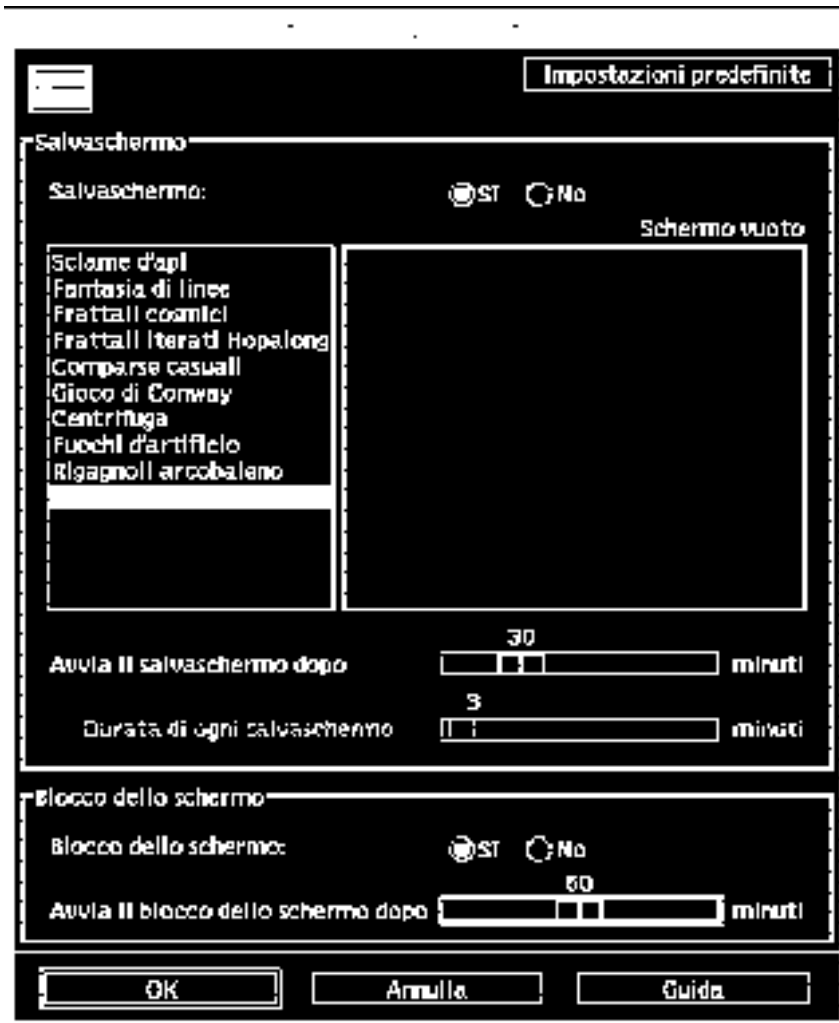 Impostazioni predefinite
Salvaschermo
Salvaschermo: Sì No
Schermo vuoto
Sciame d'api
Fantasia di linee
Frattali cosmici
Frattali iterati Hopalong
Comparse casuali
Gioco di Conway
Centrifuga
Fuochi d'artificio
Rigagnoli arcobaleno
30
Avvia il salvaschermo dopo minuti
3
Durata di ogni salvaschermo minuti
Blocco dello schermo
Blocco dello schermo: Sì No
60
Avvia il blocco dello schermo dopo minuti
OK Annulla Guida